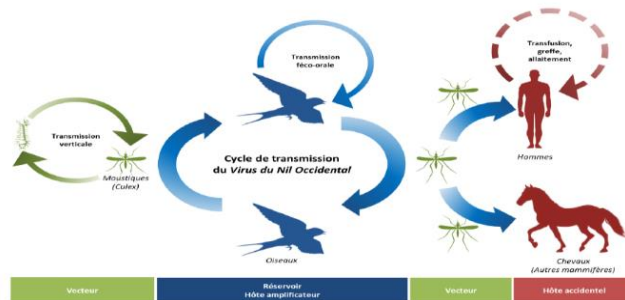 Transmission
féco-orale
Transfusion,
greffe,
allaitement
Transmission
verticale
Moustiques
(Culex)
Cycle de transmission
du Virus du Nil Occidental
Hommes
Oiseaux
Chevaux
(Autres mammifères)
Vecteur
Réservoir
Hôte amplificateur
Vecteur
Hôte accidentel